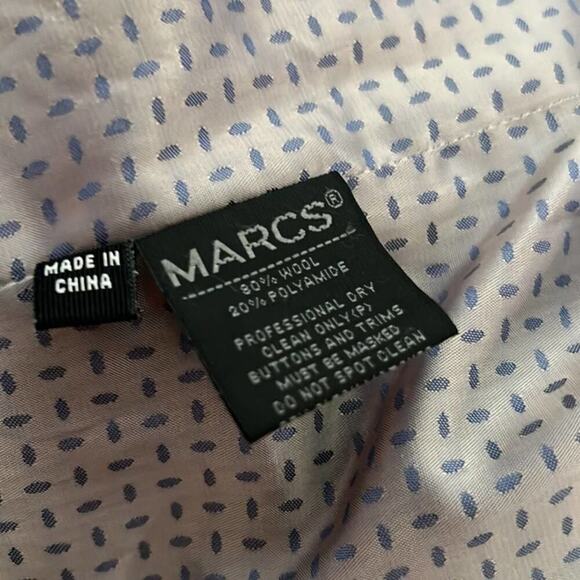 MADE IN
CHINA
MARCS®
80% WOOL
20% POLYAMIDE
PROFESSIONAL DRY
CLEAN ONLY(P)
BUTTONS AND TRIMS
MUST BE MASKED
DO NOT SPOT CLEAN